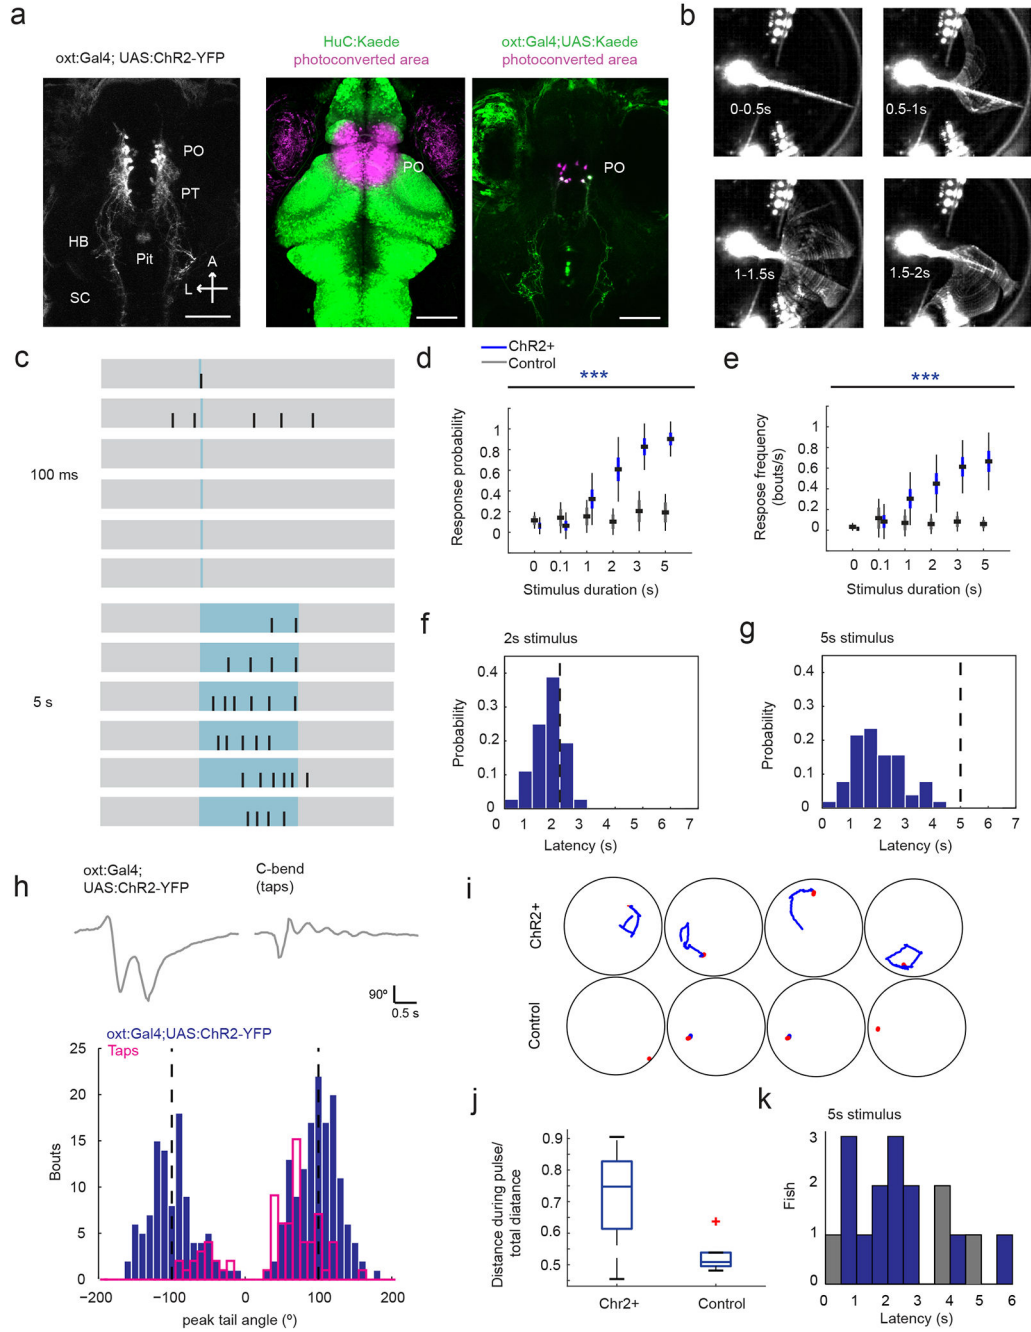 a
oxt:Gal4; UAS:ChR2-YFP
PO
PT
HB
Pit
A
L
SC
HuC:Kaede
photoconverted area
PO
oxt:Gal4;UAS:Kaede
photoconverted area
PO
b
0-0.5s
0.5-1s
1-1.5s
1.5-2s
c
100 ms
5 s
ChR2+
Control
d
***
Response probability
1
0.8
0.6
0.4
0.2
0
0 0.1 1 2 3 5
Stimulus duration (s)
e
***
Respose frequency
(bouts/s)
1
0.8
0.6
0.4
0.2
0
0 0.1 1 2 3 5
Stimulus duration (s)
f
2s stimulus
Probability
0.4
0.3
0.2
0.1
0
0 1 2 3 4 5 6 7
Latency (s)
g
5s stimulus
Probability
0.4
0.3
0.2
0.1
0
0 1 2 3 4 5 6 7
Latency (s)
h
oxt:Gal4;
UAS:ChR2-YFP
C-bend
(taps)
90º
0.5 s
oxt:Gal4;UAS:ChR2-YFP
Taps
Bouts
25
20
15
10
5
0
−200 −100 0 100 200
peak tail angle (º)
i
ChR2+
Control
j
Distance during pulse/
total diatance
0.9
0.8
0.7
0.6
0.5
Chr2+ Control
k
5s stimulus
Fish
3
2
1
0
0 1 2 3 4 5 6
Latency (s)